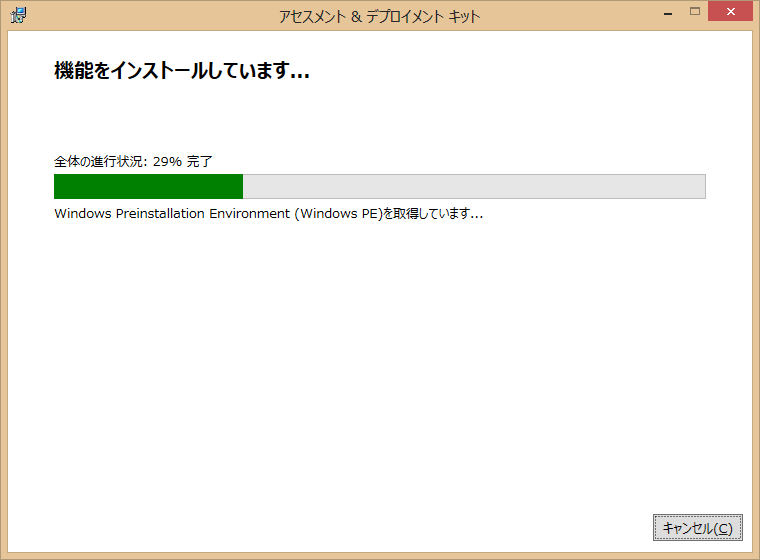 アセスメント & デプロイメント キット
機能をインストールしています...
全体の進行状況: 29% 完了
Windows Preinstallation Environment (Windows PE)を取得しています...
キャンセル(C)